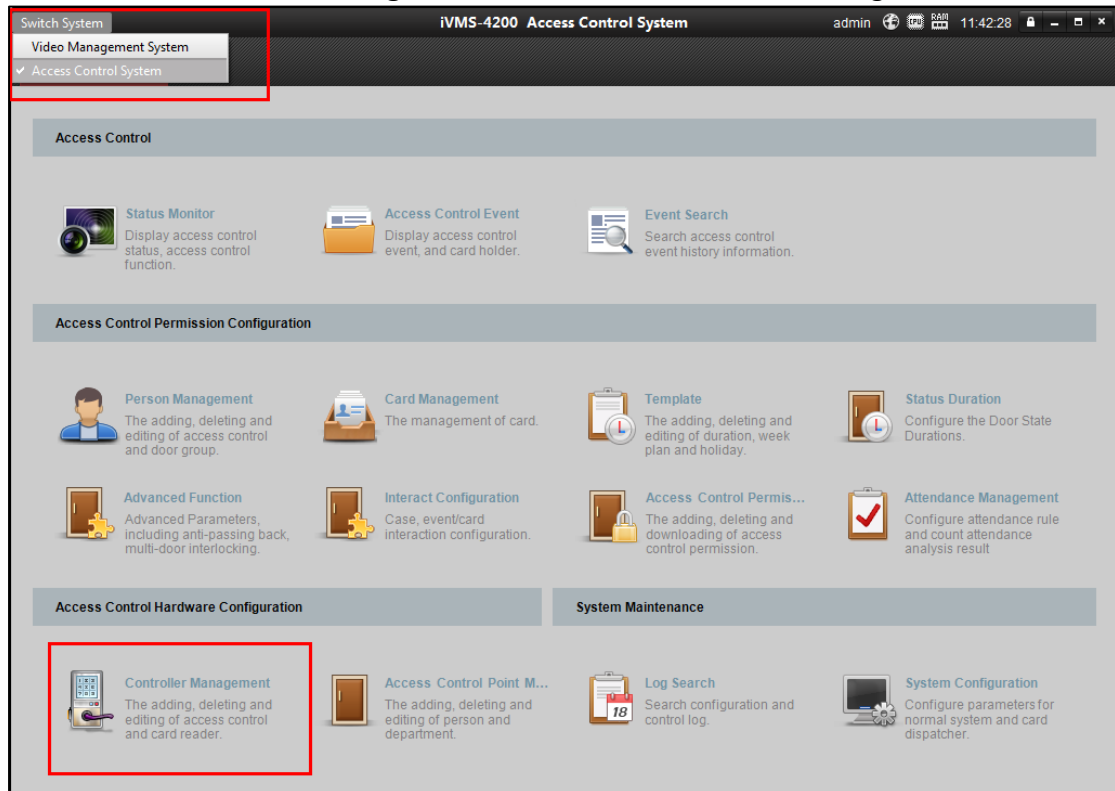 Switch System
iVMS-4200 Access Control System
admin
CPU
RAM
11:42:28
Video Management System
Access Control System
Access Control
Status Monitor
Display access control
status, access control
function.
Access Control Event
Display access control
event, and card holder.
Event Search
Search access control
event history information.
Access Control Permission Configuration
Person Management
The adding, deleting and
editing of access control
and door group.
Card Management
The management of card.
Template
The adding, deleting and
editing of duration, week
plan and holiday.
Status Duration
Configure the Door State
Durations.
Advanced Function
Advanced Parameters,
including anti-passing back,
multi-door interlocking.
Interact Configuration
Case, event/card
interaction configuration.
Access Control Permis...
The adding, deleting and
downloading of access
control permission.
Attendance Management
Configure attendance rule
and count attendance
analysis result
Access Control Hardware Configuration
System Maintenance
Controller Management
The adding, deleting and
editing of access control
and card reader.
Access Control Point M...
The adding, deleting and
editing of person and
department.
18
Log Search
Search configuration and
control log.
System Configuration
Configure parameters for
normal system and card
dispatcher.